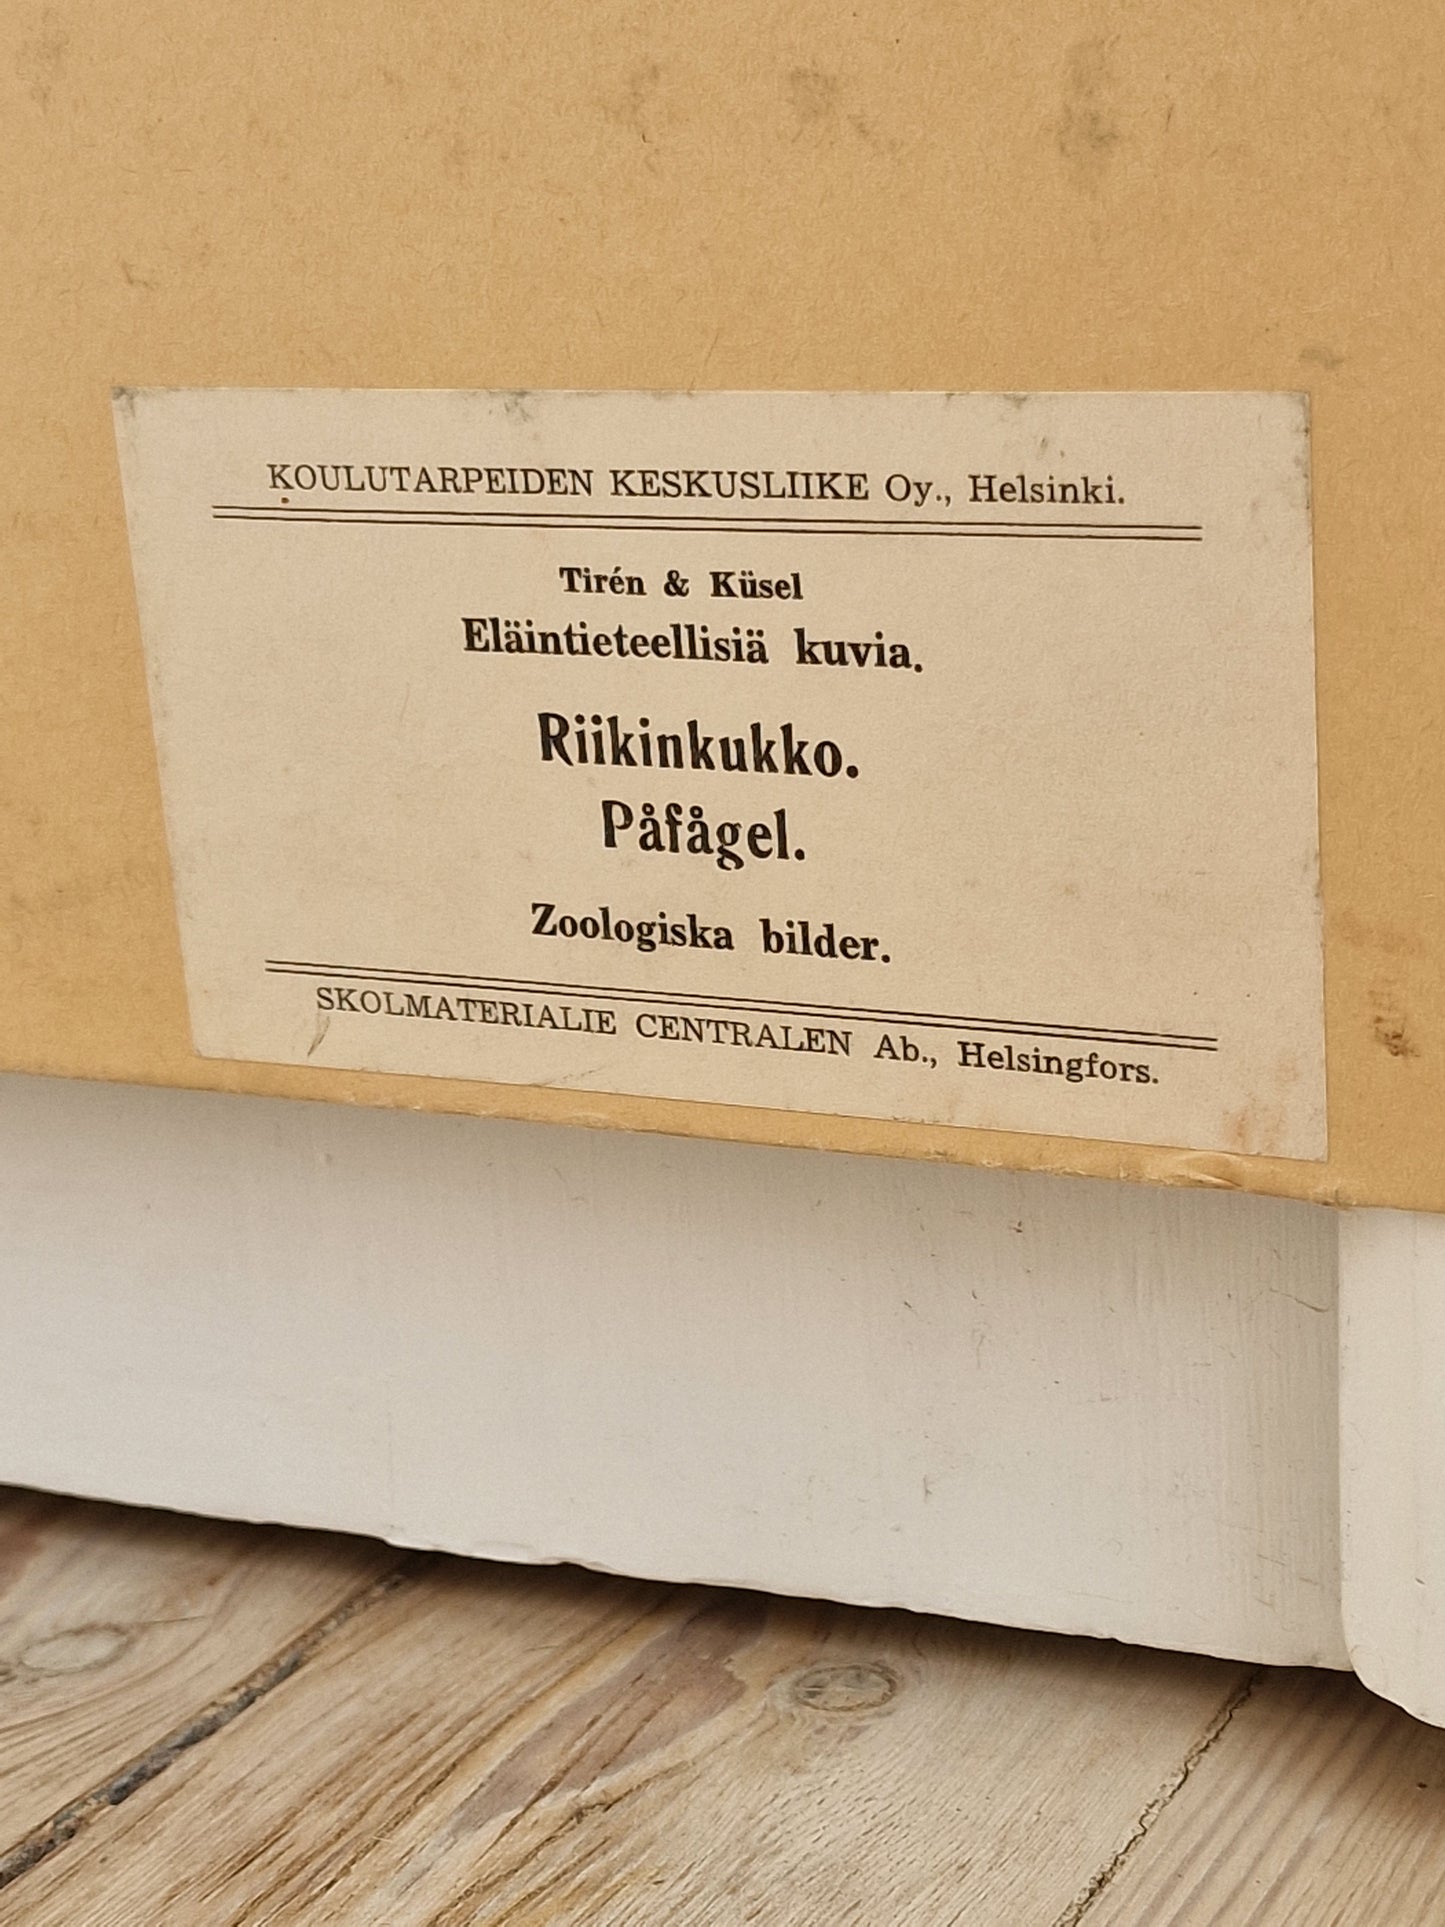 KOULUTARPEIDEN KESKUSLIIKE Oy., Helsinki.
Tirén & Küsel
Eläintieteellisiä kuvia.
Riikinkukko.
Påfågel.
Zoologiska bilder.
SKOLMATERIALIE CENTRALEN Ab., Helsingfors.